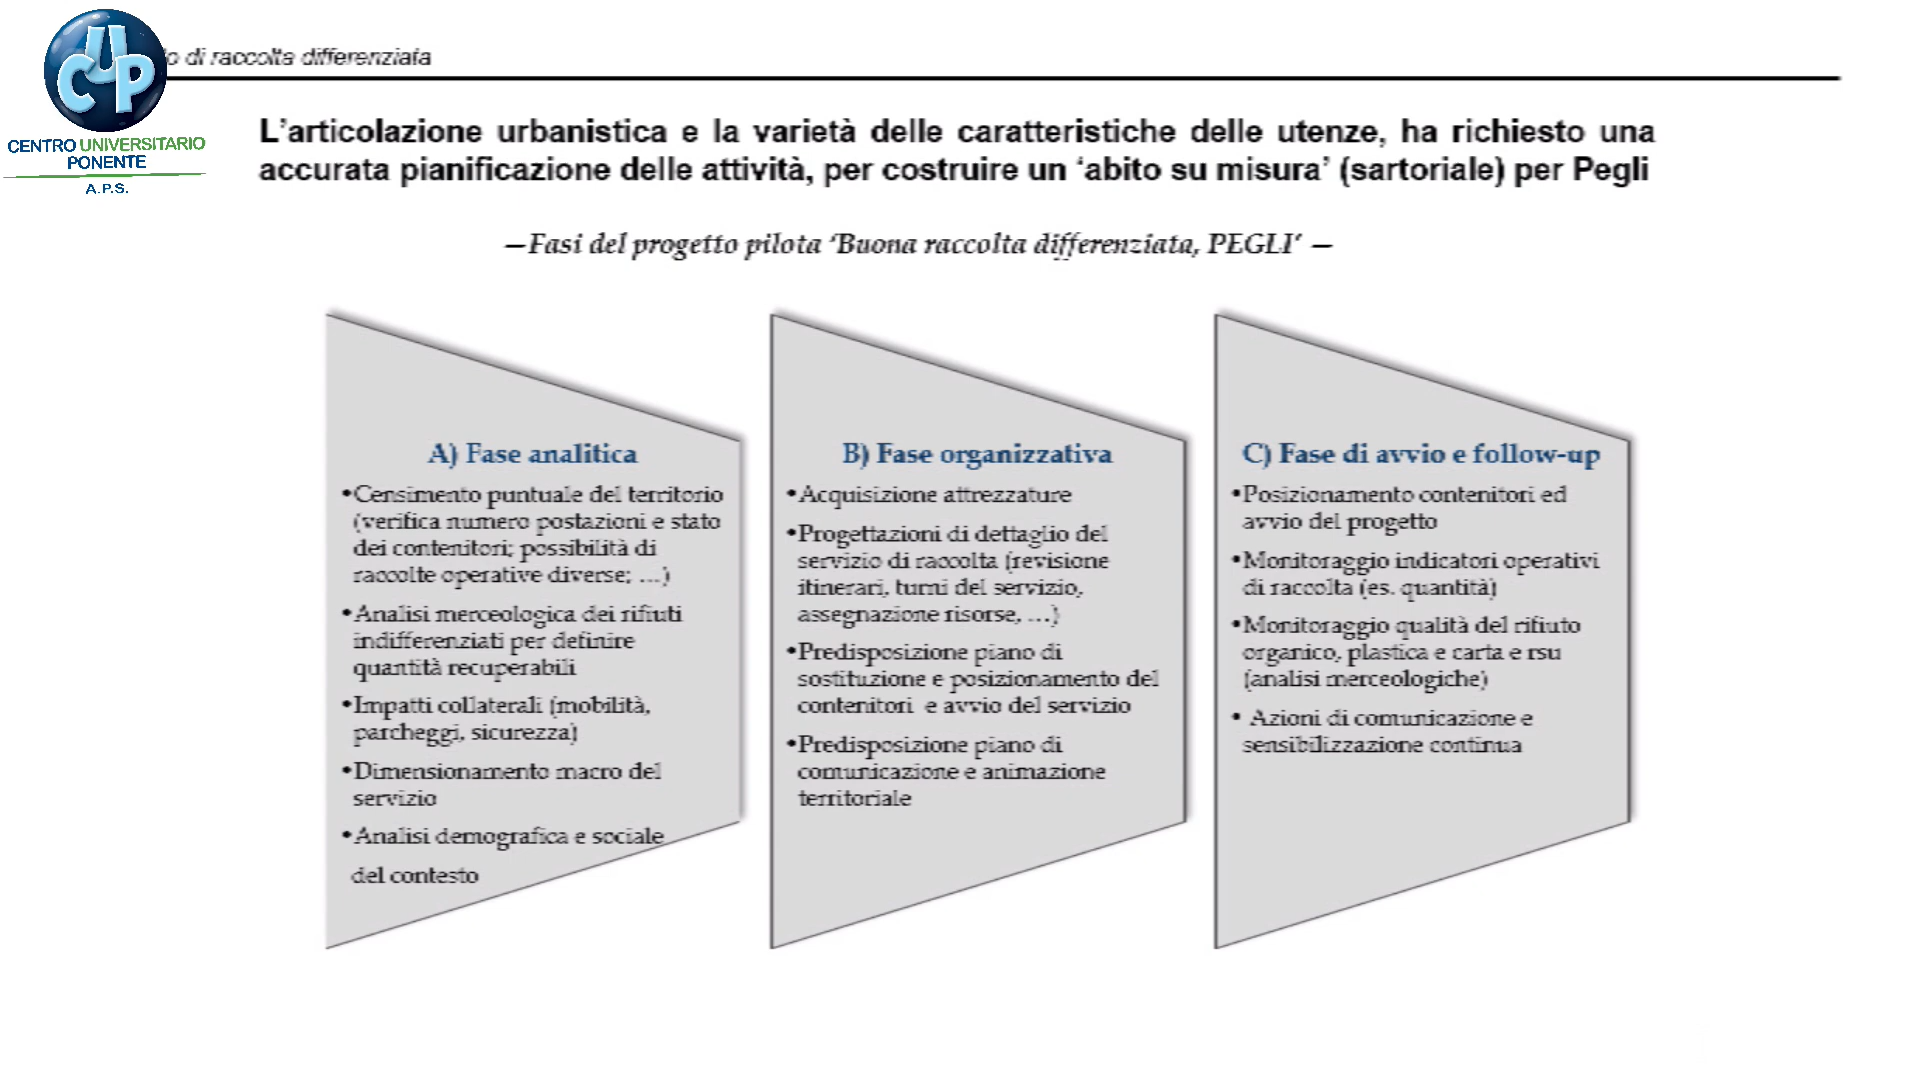 CUP
CENTRO UNIVERSITARIO
PONENTE
A.P.S.
o di raccolta differenziata
L'articolazione urbanistica e la varietà delle caratteristiche delle utenze, ha richiesto una
accurata pianificazione delle attività, per costruire un 'abito su misura' (sartoriale) per Pegli
—Fasi del progetto pilota 'Buona raccolta differenziata, PEGLI' —
A) Fase analitica
•Censimento puntuale del territorio
(verifica numero postazioni e stato
dei contenitori; possibilità di
raccolte operative diverse; ...)
•Analisi merceologica dei rifiuti
indifferenziati per definire
quantità recuperabili
•Impatti collaterali (mobilità,
parcheggi, sicurezza)
•Dimensionamento macro del
servizio
•Analisi demografica e sociale
del contesto
B) Fase organizzativa
•Acquisizione attrezzature
•Progettazioni di dettaglio del
servizio di raccolta (revisione
itinerari, turni del servizio,
assegnazione risorse, ...)
•Predisposizione piano di
sostituzione e posizionamento del
contenitori e avvio del servizio
•Predisposizione piano di
comunicazione e animazione
territoriale
C) Fase di avvio e follow-up
•Posizionamento contenitori ed
avvio del progetto
•Monitoraggio indicatori operativi
di raccolta (es. quantità)
•Monitoraggio qualità del rifiuto
organico, plastica e carta e rsu
(analisi merceologiche)
• Azioni di comunicazione e
sensibilizzazione continua